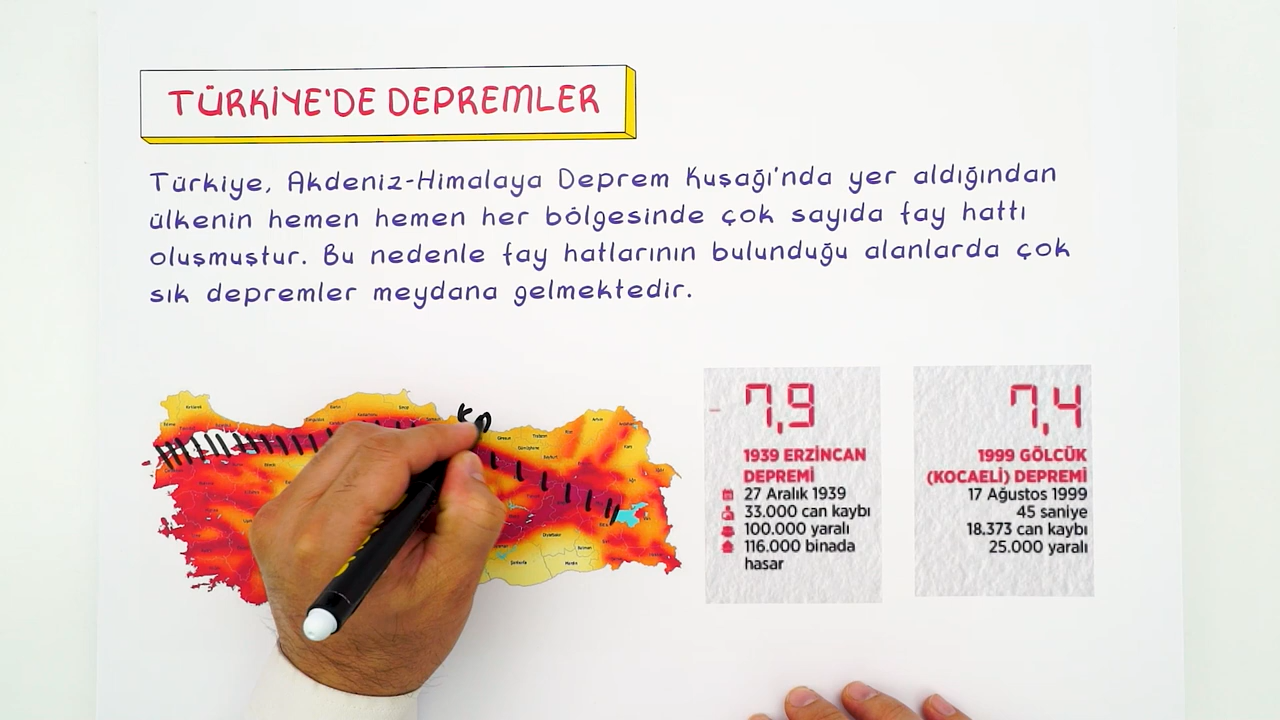 TÜRKİYE'DE DEPREMLER
Türkiye, Akdeniz-Himalaya Deprem Kuşağı'nda yer aldığından
ülkenin hemen hemen her bölgesinde çok sayıda fay hattı
oluşmuştur. Bu nedenle fay hatlarının bulunduğu alanlarda çok
sık depremler meydana gelmektedir.
7,9
1939 ERZİNCAN
DEPREMİ
27 Aralık 1939
33.000 can kaybı
100.000 yaralı
116.000 binada
hasar
7,4
1999 GÖLCÜK
(KOCAELİ) DEPREMİ
17 Ağustos 1999
45 saniye
18.373 can kaybı
25.000 yaralı